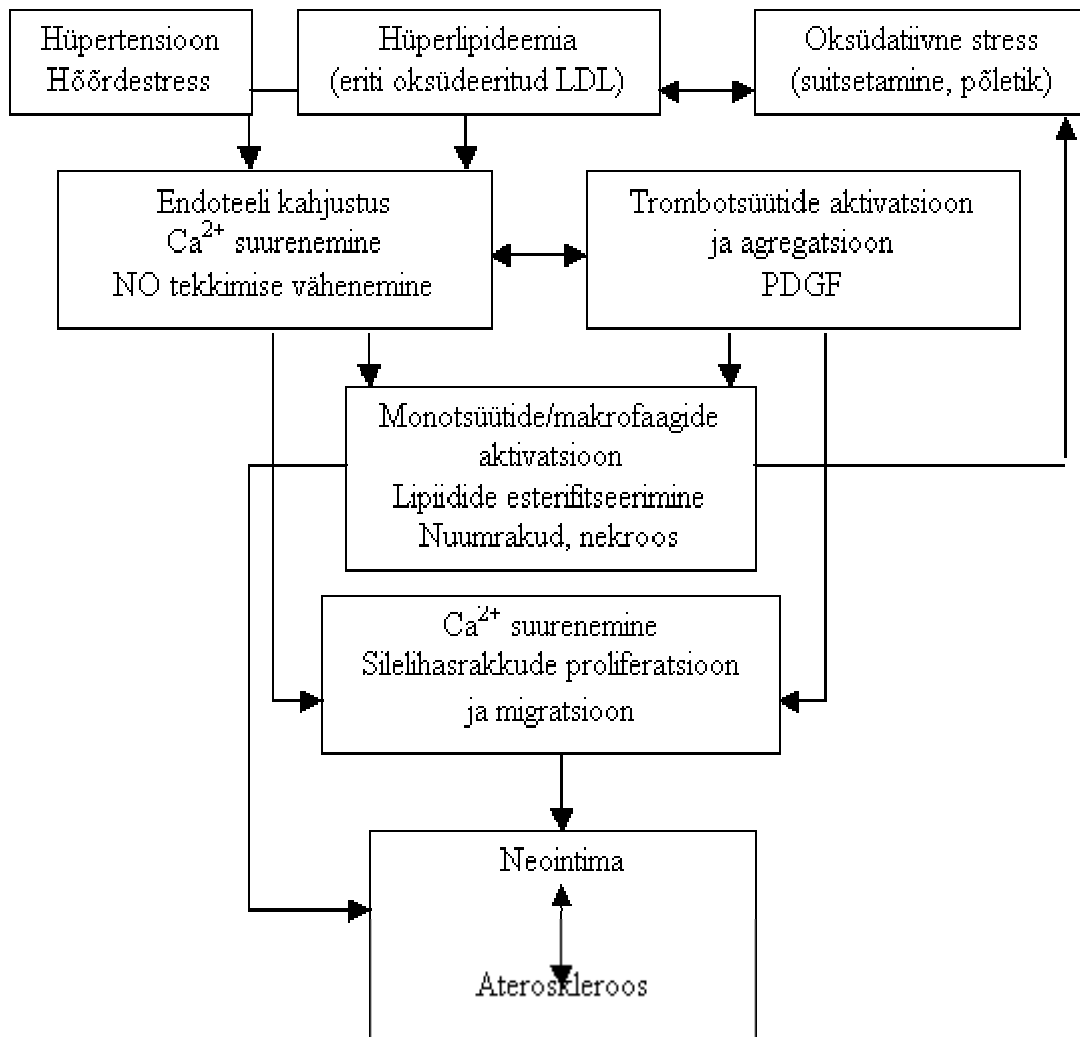 Hüpertensioon
Hõõrdestress
Hüperlipideemia
(eriti oksüdeeritud LDL)
Oksüdatiivne stress
(suitsetamine, põletik)
Endoteeli kahjustus
Ca²⁺ suurenemine
NO tekkimise vähenemine
Trombotsüütide aktivatsioon
ja agregatsioon
PDGF
Monotsüütide/makrofaagide
aktivatsioon
Lipiidide esterifitseerimine
Nuumrakud, nekroos
Ca²⁺ suurenemine
Silelihasrakkude proliferatsioon
ja migratsioon
Neointima
Ateroskleroos